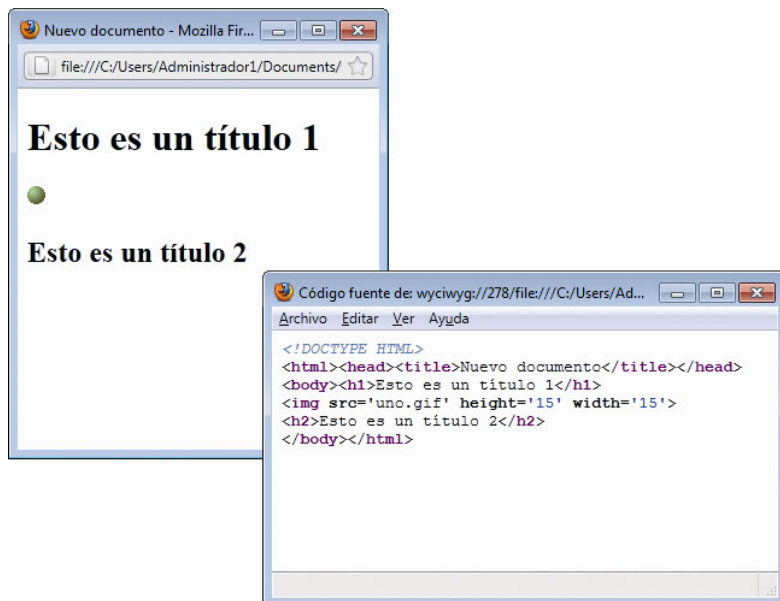 Nuevo documento - Mozilla Fir...
file:///C:/Users/Administrador1/Documents/
Esto es un título 1
Esto es un título 2
Código fuente de: wyciwyg://278/file:///C:/Users/Ad...
Archivo Editar Ver Ayuda
<!DOCTYPE HTML>
<html><head><title>Nuevo documento</title></head>
<body><h1>Esto es un título 1</h1>
<img src='uno.gif' height='15' width='15'>
<h2>Esto es un título 2</h2>
</body></html>